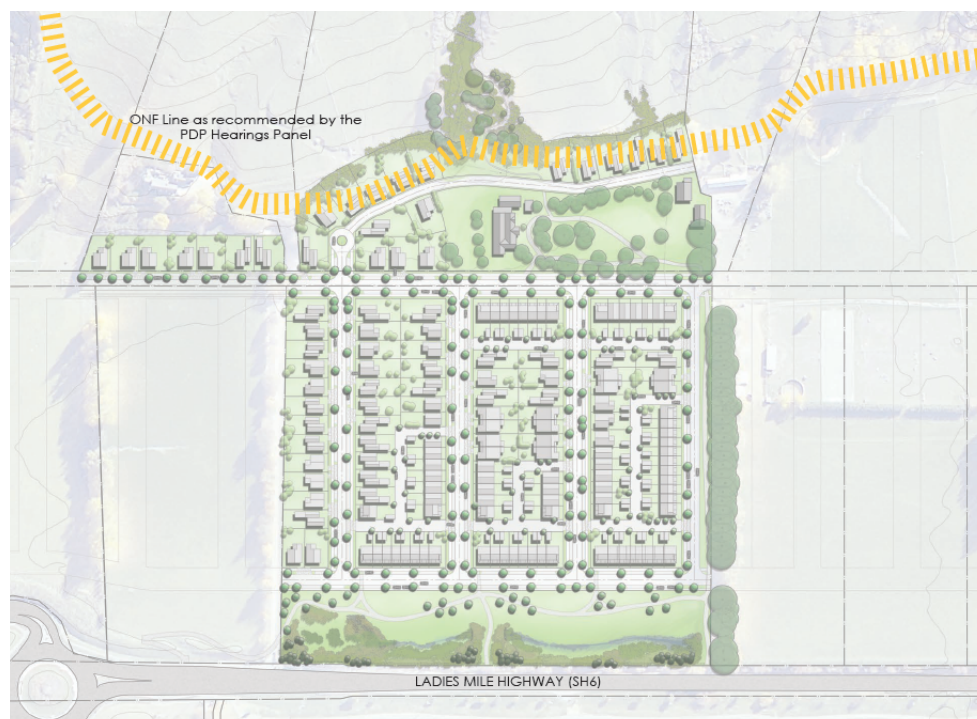 ONF Line as recommended by the
PDP Hearings Panel
LADIES MILE HIGHWAY (SH6)